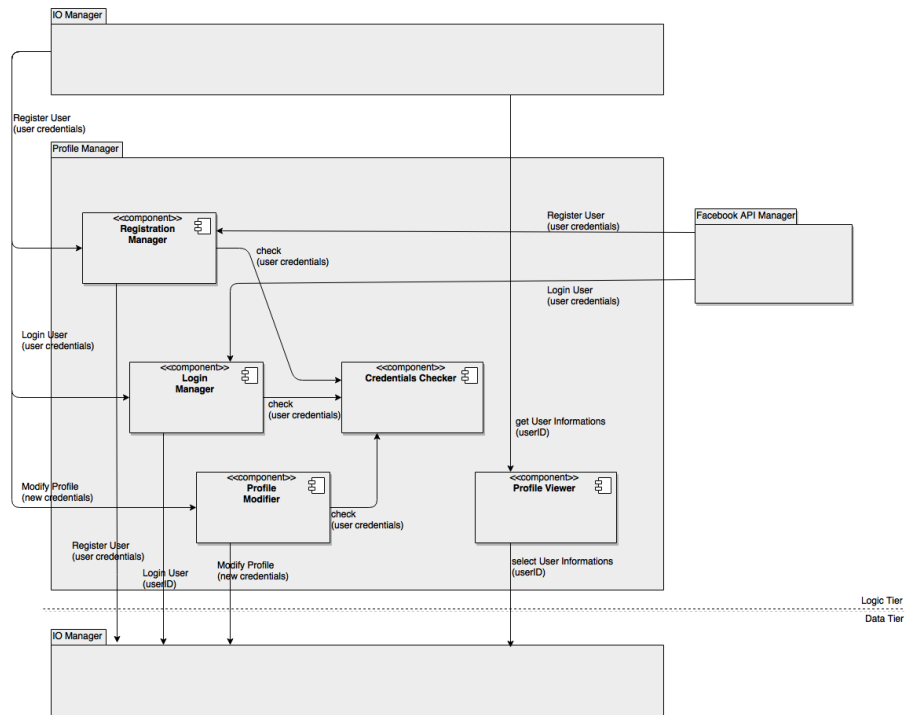 IO Manager
Register User
(user credentials)
Profile Manager
<<component>>
Registration
Manager
Register User
(user credentials)
Facebook API Manager
check
(user credentials)
Login User
(user credentials)
Login User
(user credentials)
<<component>>
Login
Manager
<<component>>
Credentials Checker
check
(user credentials)
get User Informations
(userID)
Modify Profile
(new credentials)
<<component>>
Profile
Modifier
<<component>>
Profile Viewer
check
(user credentials)
Register User
(user credentials)
Login User
(userID)
Modify Profile
(new credentials)
select User Informations
(userID)
Logic Tier
Data Tier
IO Manager